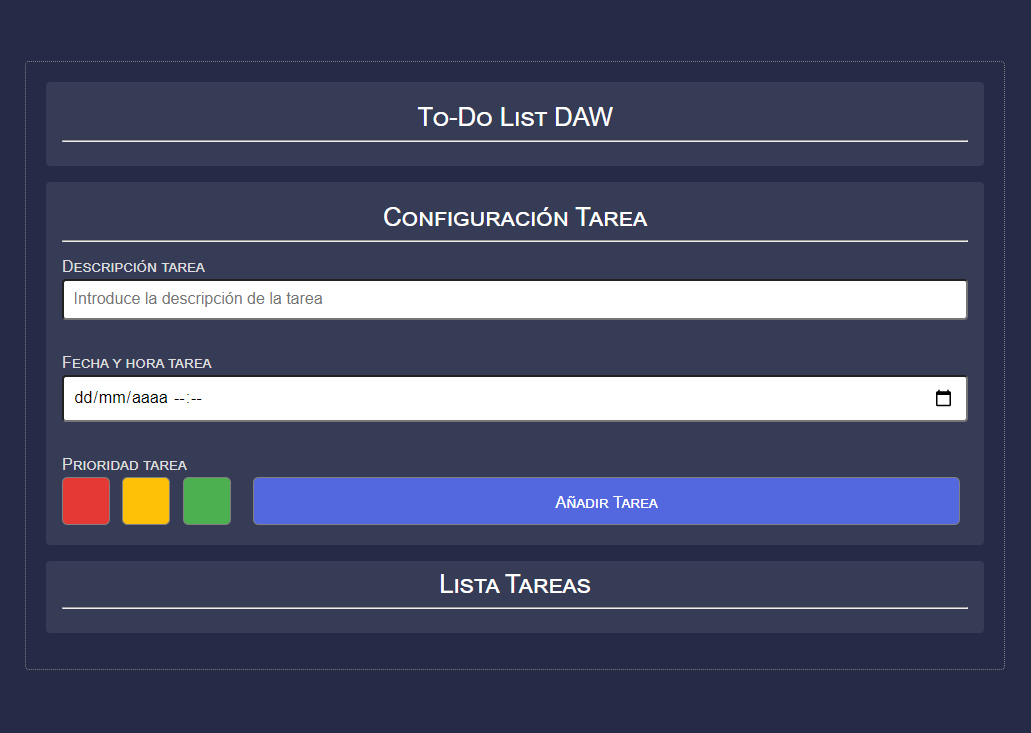 To-Do List DAW
Configuración Tarea
Descripción tarea
Introduce la descripción de la tarea
Fecha y hora tarea
dd/mm/aaaa --:--
Prioridad tarea
Añadir Tarea
Lista Tareas